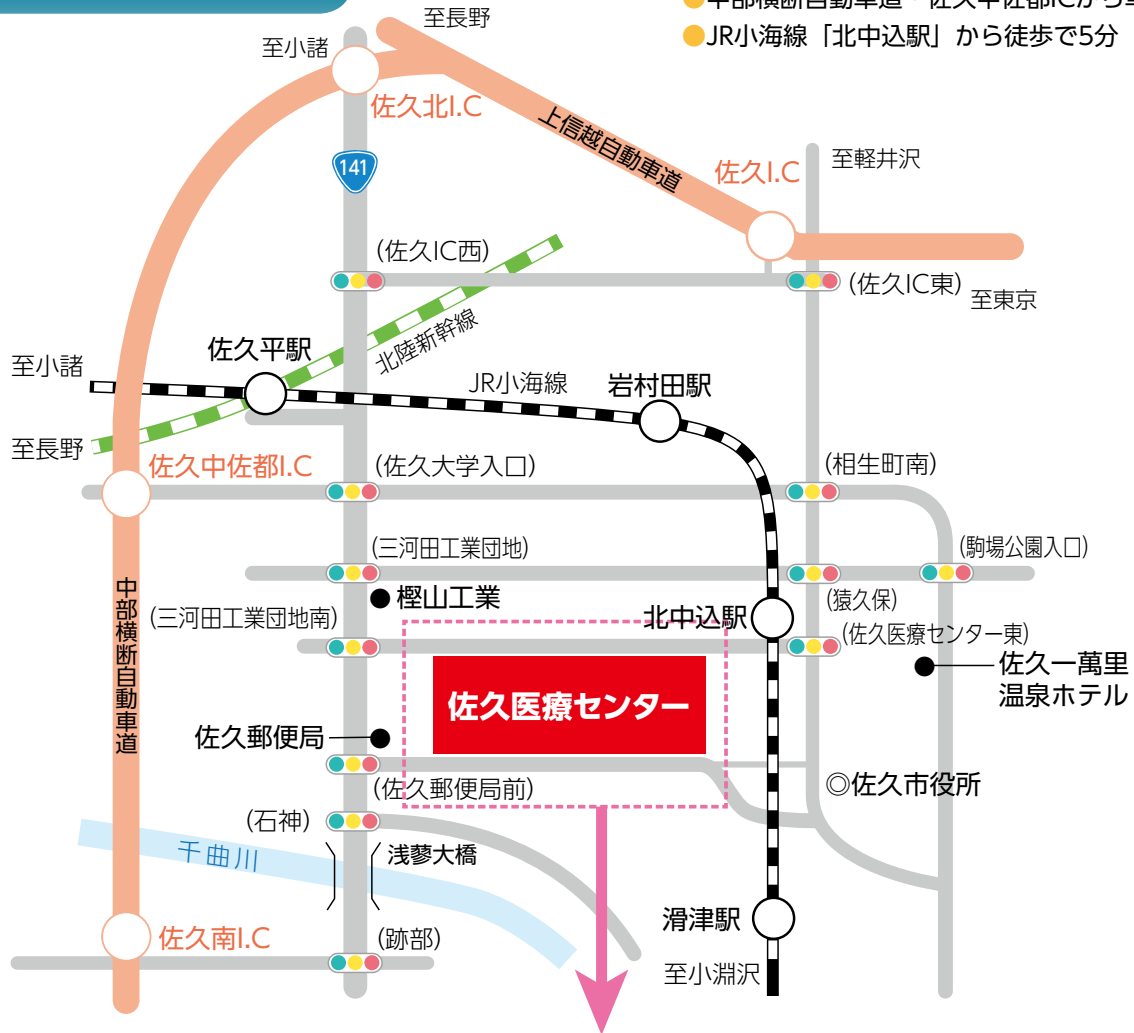 中部横断自動車道・佐久中佐都ICから
●JR小海線「北中込駅」から徒歩で5分
至長野
至小諸
佐久北I.C
上信越自動車道
141
佐久I.C
至軽井沢
(佐久IC西)
(佐久IC東)
至東京
佐久平駅
北陸新幹線
至小諸
JR小海線
岩村田駅
至長野
佐久中佐都I.C
(佐久大学入口)
(相生町南)
(三河田工業団地)
(駒場公園入口)
中部横断自動車道
樫山工業
(三河田工業団地南)
北中込駅
(猿久保)
(佐久医療センター東)
佐久一萬里
温泉ホテル
佐久医療センター
佐久郵便局
(佐久郵便局前)
◎佐久市役所
(石神)
千曲川
浅蓼大橋
滑津駅
佐久南I.C
(跡部)
至小淵沢